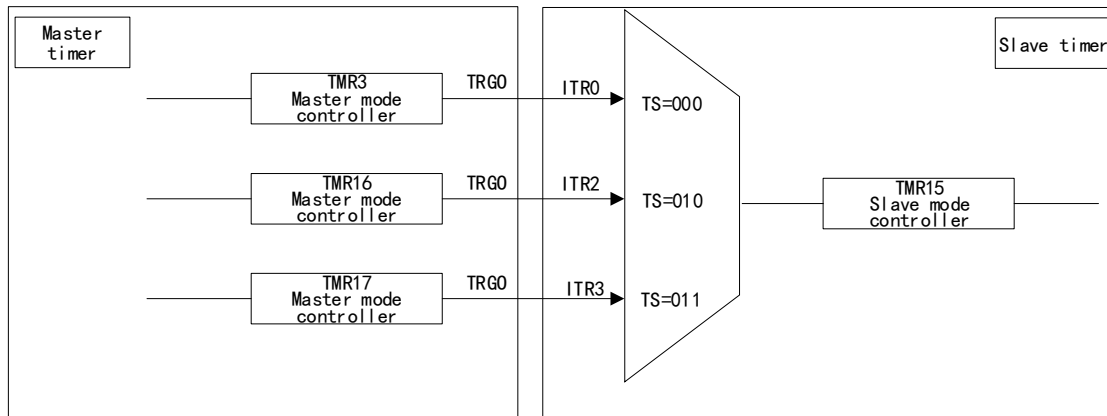 Master
timer
Slave timer
TMR3
Master mode
controller
TRGO
ITR0
TS=000
TMR16
Master mode
controller
TRGO
ITR2
TS=010
TMR15
Slave mode
controller
TMR17
Master mode
controller
TRGO
ITR3
TS=011